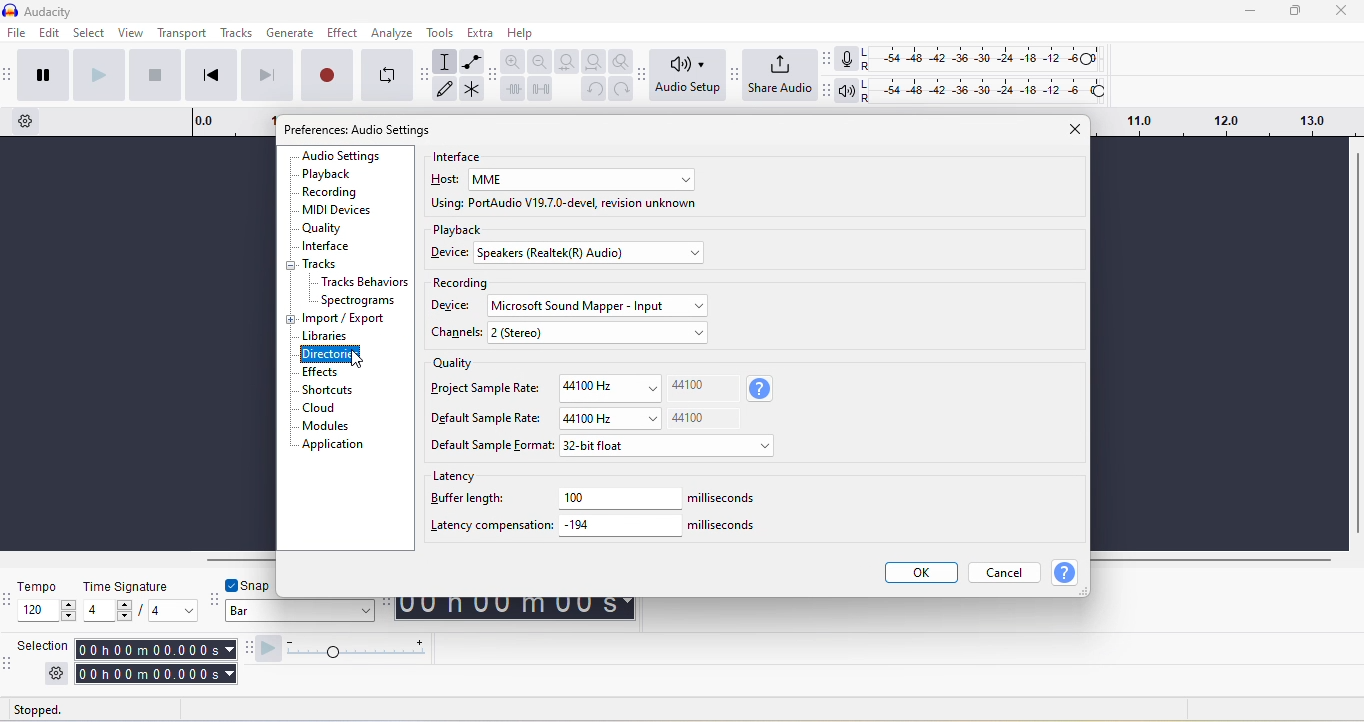 Audacity
File Edit Select View Transport Tracks Generate Effect Analyze Tools Extra Help
Audio Setup
Share Audio
L
R
-54 -48 -42 -36 -30 -24 -18 -12 -6 0
L
R
-54 -48 -42 -36 -30 -24 -18 -12 -6
0.0
11.0 12.0 13.0
Preferences: Audio Settings
Audio Settings
Playback
Recording
MIDI Devices
Quality
Interface
Tracks
Tracks Behaviors
Spectrograms
Import / Export
Libraries
Directories
Effects
Shortcuts
Cloud
Modules
Application
Interface
Host: MME
Using: PortAudio V19.7.0-devel, revision unknown
Playback
Device: Speakers (Realtek(R) Audio)
Recording
Device: Microsoft Sound Mapper - Input
Channels: 2 (Stereo)
Quality
Project Sample Rate: 44100 Hz 44100 ?
Default Sample Rate: 44100 Hz 44100
Default Sample Format: 32-bit float
Latency
Buffer length: 100 milliseconds
Latency compensation: -194 milliseconds
OK Cancel ?
Tempo
120
Time Signature
4 / 4
Snap
Bar
00 h 00 m 00 s
Selection
00 h 00 m 00.000 s
00 h 00 m 00.000 s
- +
Stopped.